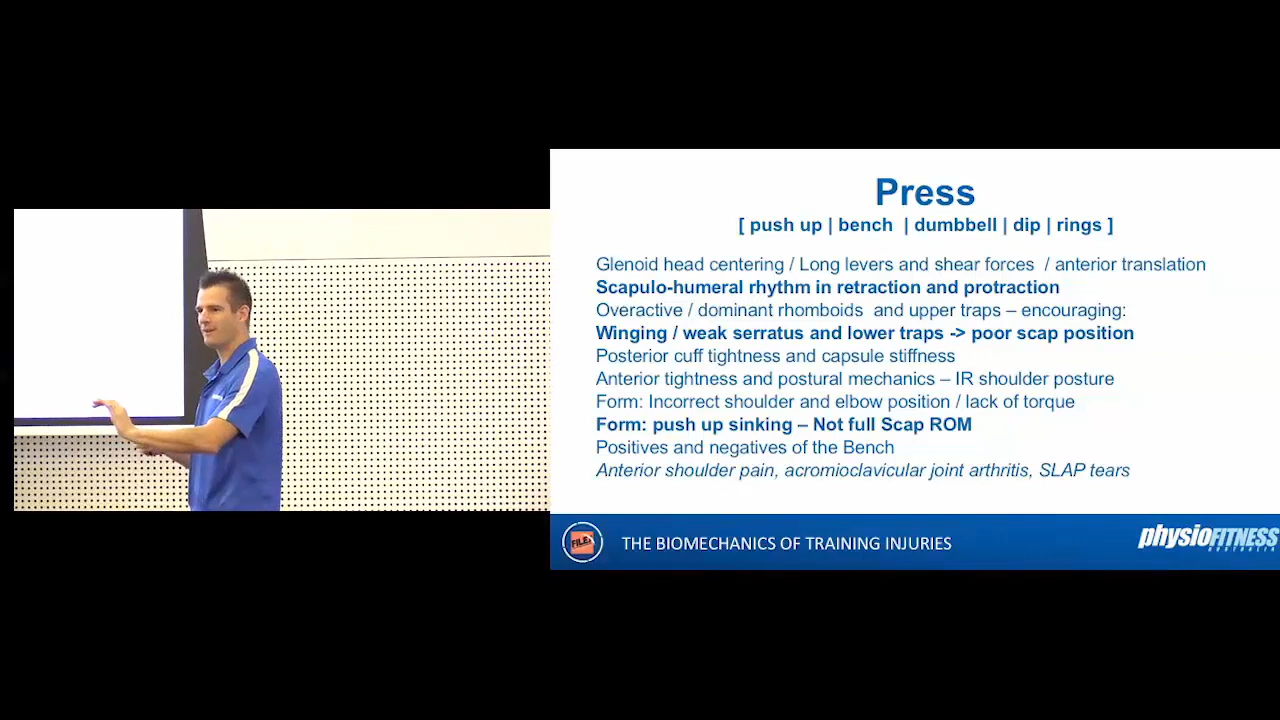 Press
[ push up | bench | dumbbell | dip | rings ]
Glenoid head centering / Long levers and shear forces / anterior translation
Scapulo-humeral rhythm in retraction and protraction
Overactive / dominant rhomboids and upper traps – encouraging:
Winging / weak serratus and lower traps -> poor scap position
Posterior cuff tightness and capsule stiffness
Anterior tightness and postural mechanics – IR shoulder posture
Form: Incorrect shoulder and elbow position / lack of torque
Form: push up sinking – Not full Scap ROM
Positives and negatives of the Bench
Anterior shoulder pain, acromioclavicular joint arthritis, SLAP tears
FILEX
THE BIOMECHANICS OF TRAINING INJURIES
physioFITNESS
AUSTRALIA